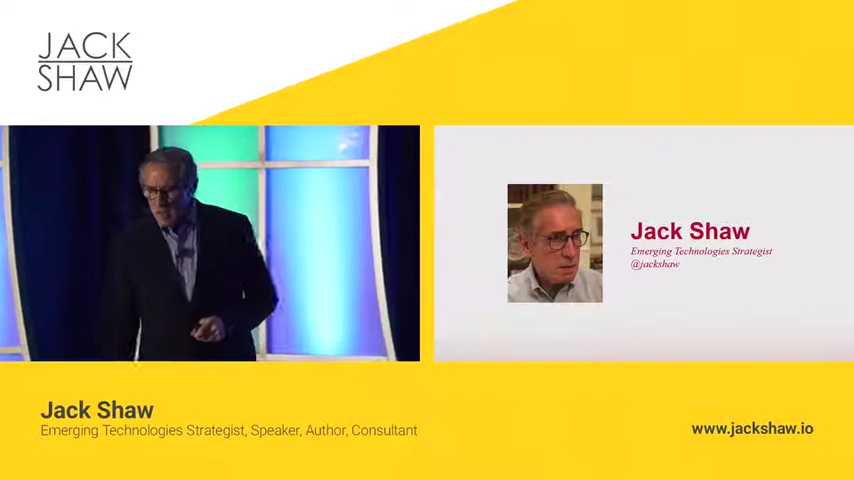 JACK
SHAW
Jack Shaw
Emerging Technologies Strategist
@jackshaw
Jack Shaw
Emerging Technologies Strategist, Speaker, Author, Consultant
www.jackshaw.io